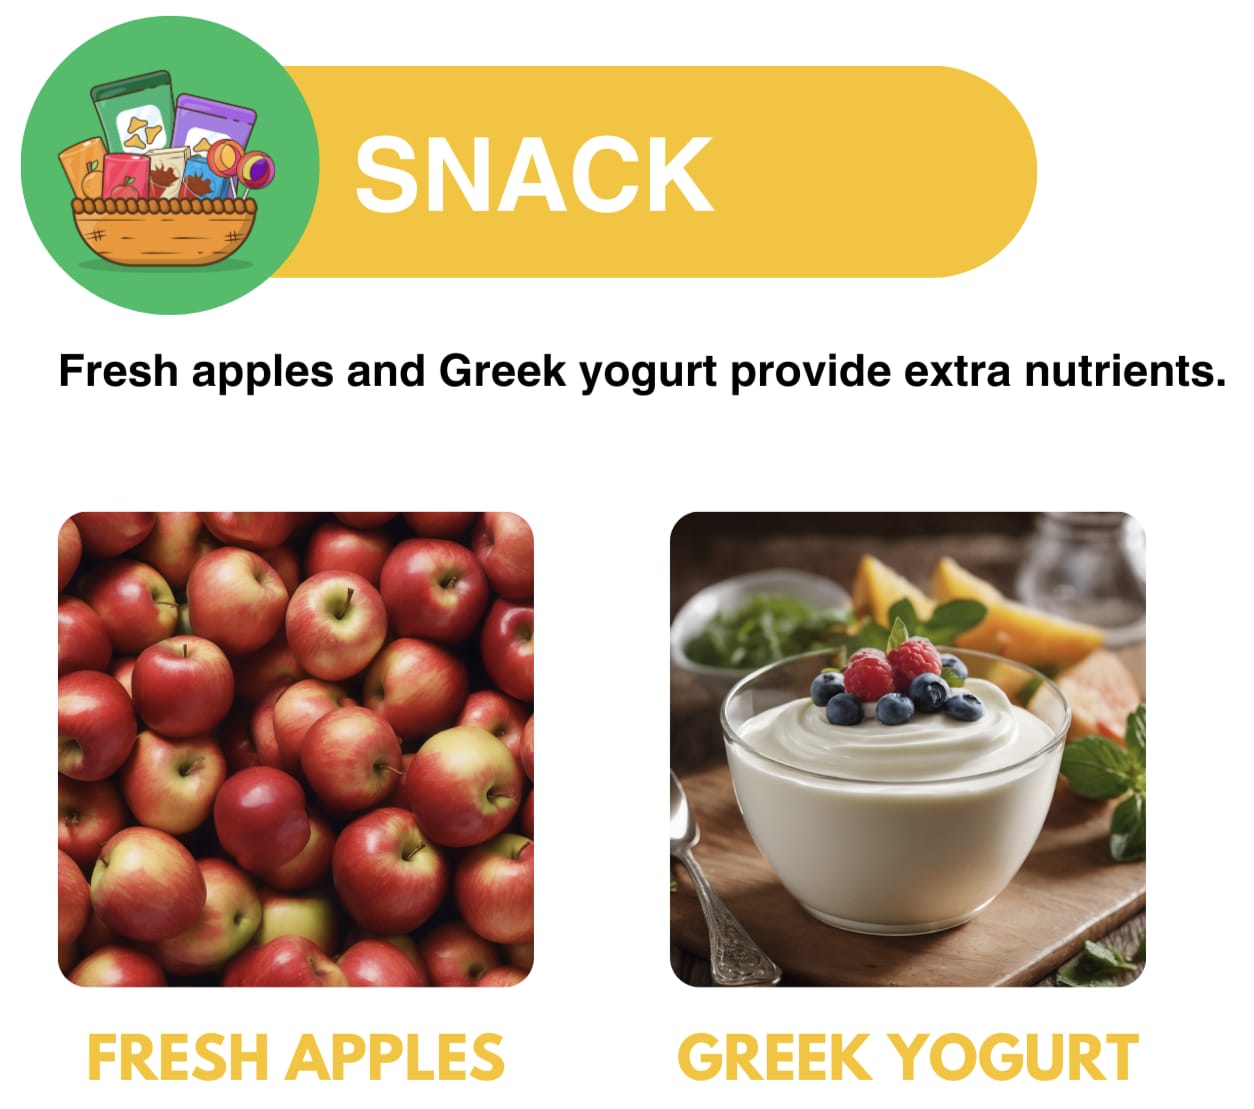 SNACK
Fresh apples and Greek yogurt provide extra nutrients.
FRESH APPLES
GREEK YOGURT